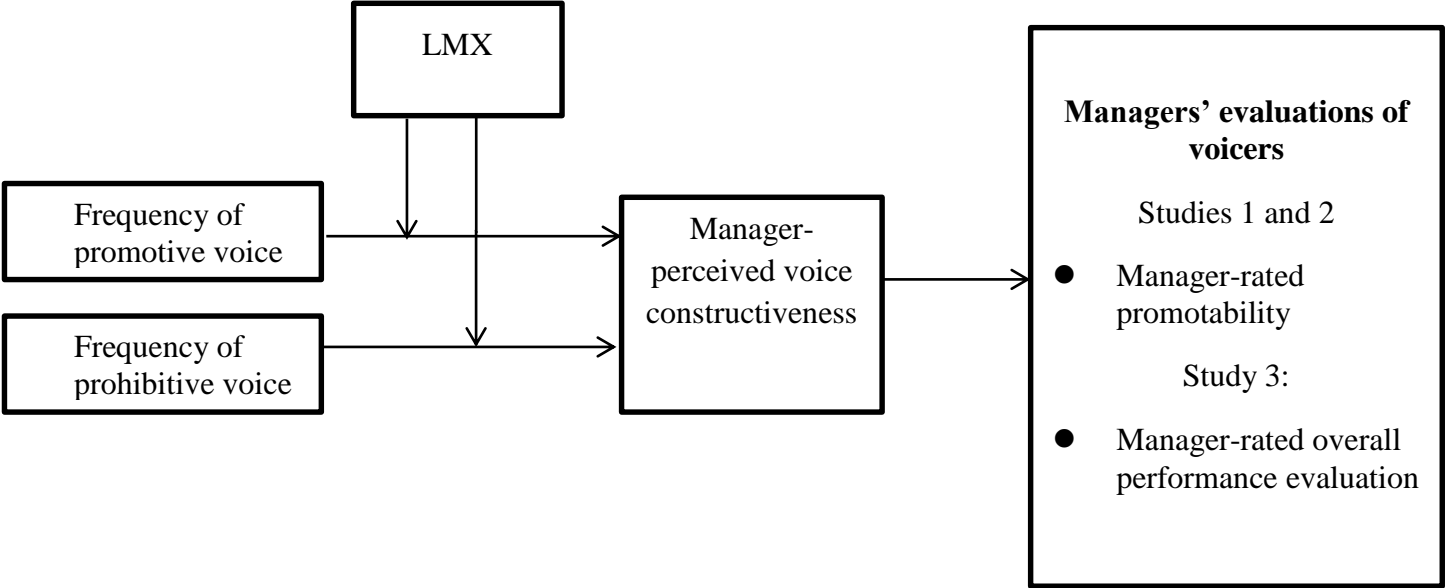 LMX
Frequency of
promotive voice
Frequency of
prohibitive voice
Manager-
perceived voice
constructiveness
Managers’ evaluations of
voicers
Studies 1 and 2
● Manager-rated
promotability
Study 3:
● Manager-rated overall
performance evaluation